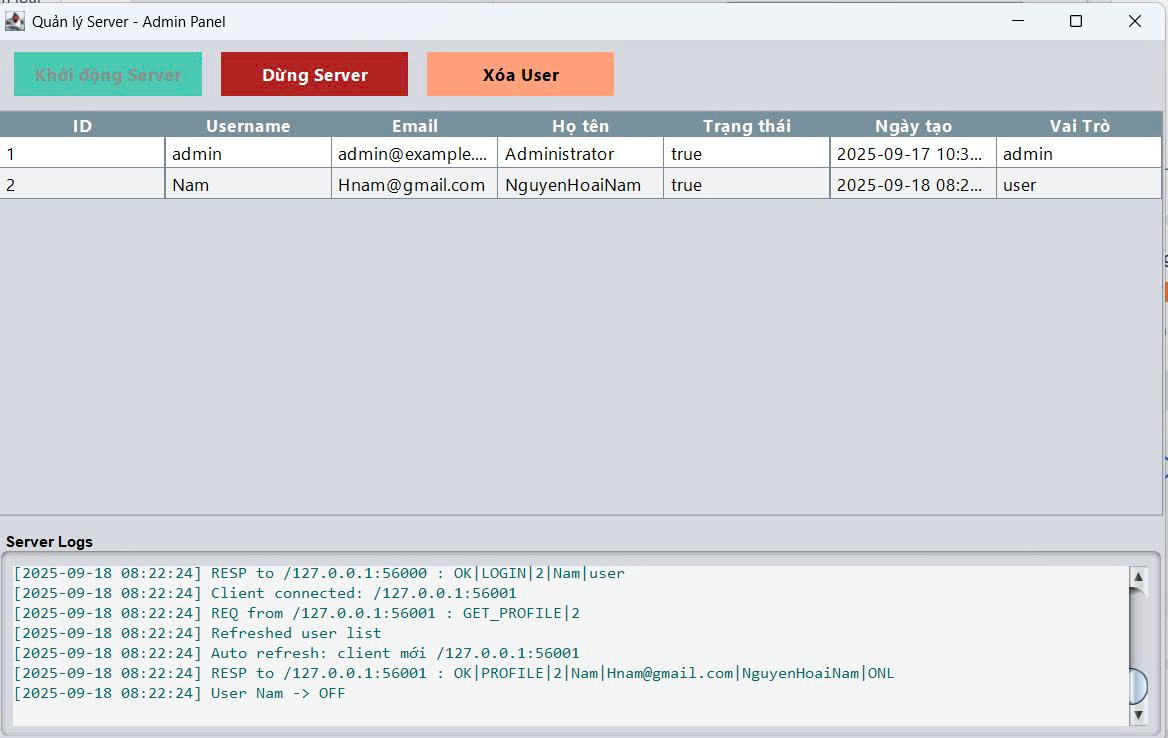 Quản lý Server - Admin Panel
Khởi động Server Dừng Server Xóa User
ID Username Email Họ tên Trạng thái Ngày tạo Vai Trò
1 admin admin@example.... Administrator true 2025-09-17 10:3... admin
2 Nam Hnam@gmail.com NguyenHoaiNam true 2025-09-18 08:2... user
Server Logs
[2025-09-18 08:22:24] RESP to /127.0.0.1:56000 : OK|LOGIN|2|Nam|user
[2025-09-18 08:22:24] Client connected: /127.0.0.1:56001
[2025-09-18 08:22:24] REQ from /127.0.0.1:56001 : GET_PROFILE|2
[2025-09-18 08:22:24] Refreshed user list
[2025-09-18 08:22:24] Auto refresh: client mới /127.0.0.1:56001
[2025-09-18 08:22:24] RESP to /127.0.0.1:56001 : OK|PROFILE|2|Nam|Hnam@gmail.com|NguyenHoaiNam|ONL
[2025-09-18 08:22:24] User Nam -> OFF